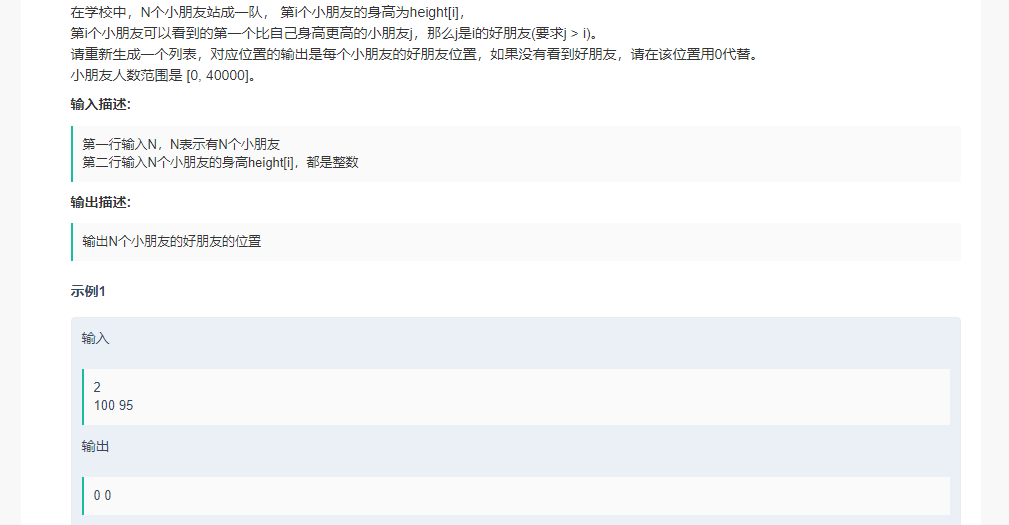 在学校中，N个小朋友站成一队， 第i个小朋友的身高为height[i]，
第i个小朋友可以看到的第一个比自己身高更高的小朋友j，那么j是i的好朋友(要求j > i)。
请重新生成一个列表，对应位置的输出是每个小朋友的好朋友位置，如果没有看到好朋友，请在该位置用0代替。
小朋友人数范围是 [0, 40000]。
输入描述：
第一行输入N，N表示有N个小朋友
第二行输入N个小朋友的身高height[i]，都是整数
输出描述：
输出N个小朋友的好朋友的位置
示例1
输入
2
100 95
输出
0 0